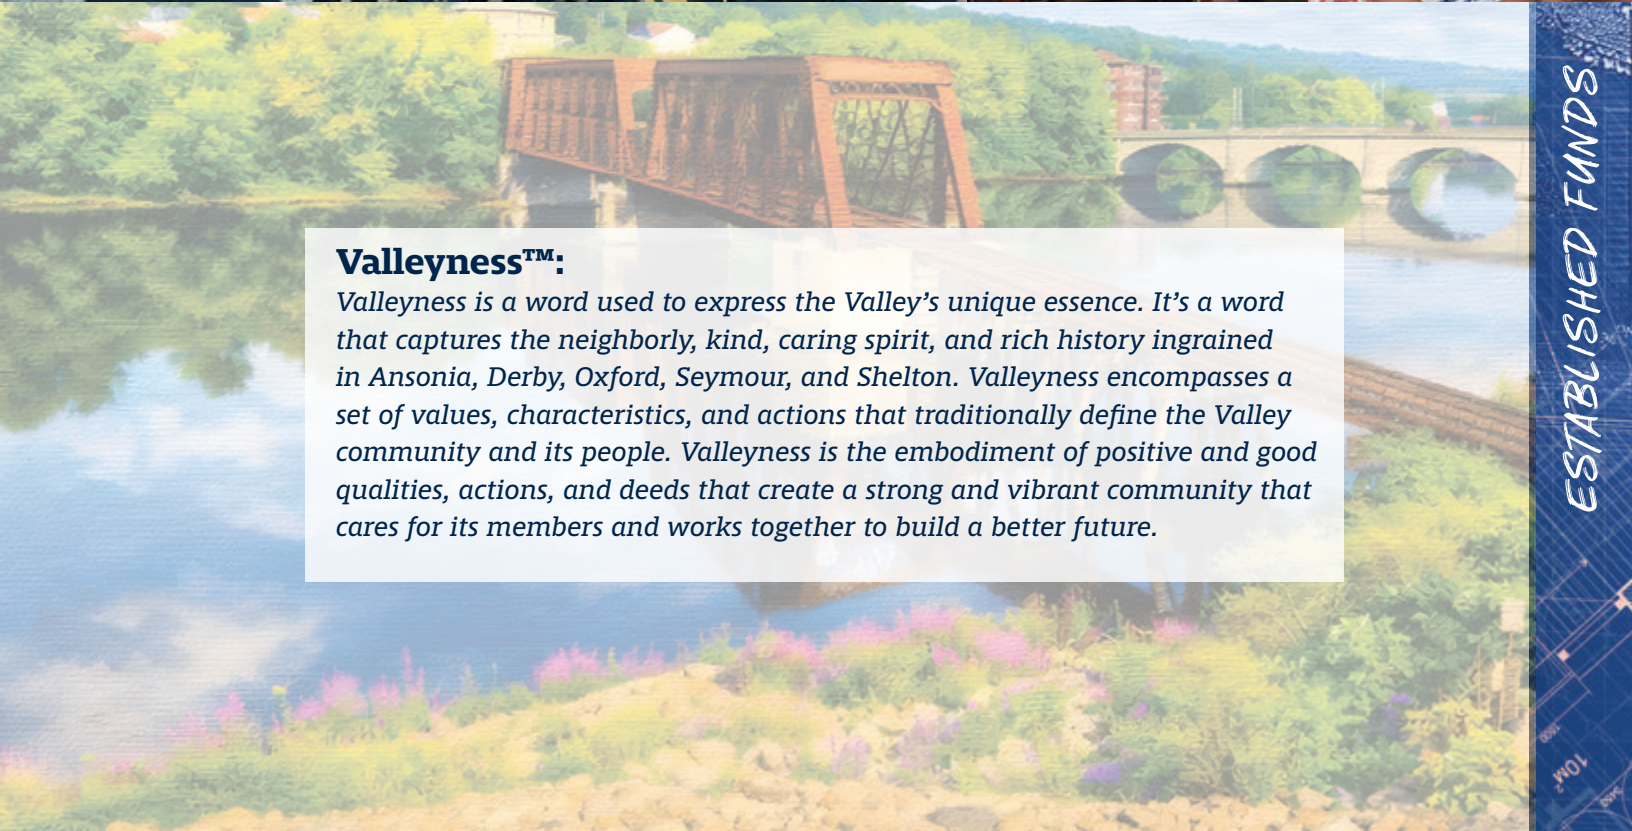 Valleyness™:
Valleyness is a word used to express the Valley’s unique essence. It’s a word
that captures the neighborly, kind, caring spirit, and rich history ingrained
in Ansonia, Derby, Oxford, Seymour, and Shelton. Valleyness encompasses a
set of values, characteristics, and actions that traditionally define the Valley
community and its people. Valleyness is the embodiment of positive and good
qualities, actions, and deeds that create a strong and vibrant community that
cares for its members and works together to build a better future.
ESTABLISHED FUNDS
10M²